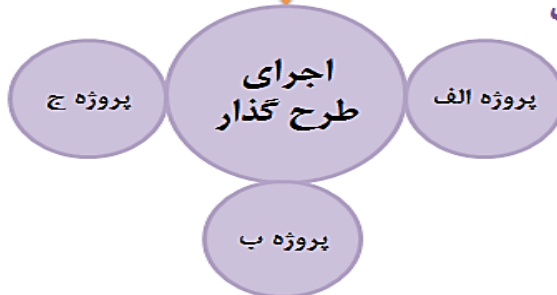 اجرای
طرح گذار
پروژه الف
پروژه ب
پروژه ج